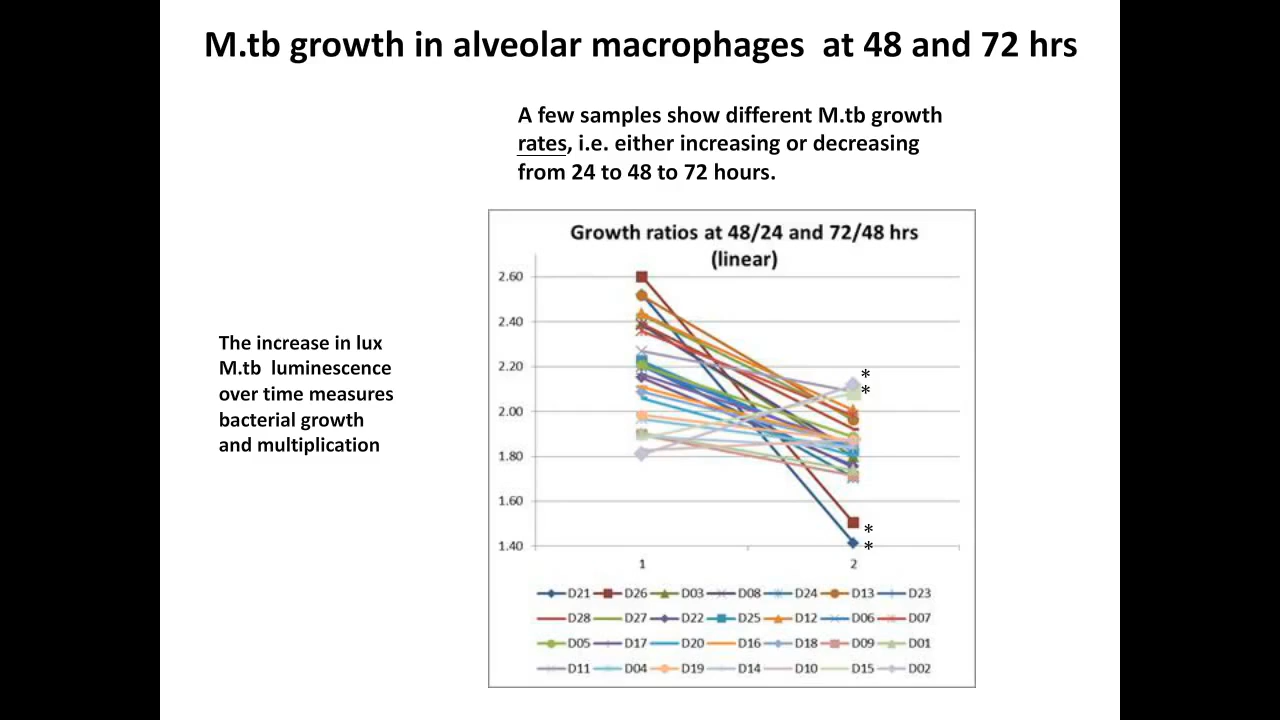 M.tb growth in alveolar macrophages at 48 and 72 hrs
A few samples show different M.tb growth
rates, i.e. either increasing or decreasing
from 24 to 48 to 72 hours.
The increase in lux
M.tb luminescence
over time measures
bacterial growth
and multiplication
Growth ratios at 48/24 and 72/48 hrs
(linear)
2.60
2.40
2.20
2.00
1.80
1.60
1.40
*
*
*
*
1 2
D21 D26 D03 D08 D24 D13 D23
D28 D27 D22 D25 D12 D06 D07
D05 D17 D20 D16 D18 D09 D01
D11 D04 D19 D14 D10 D15 D02